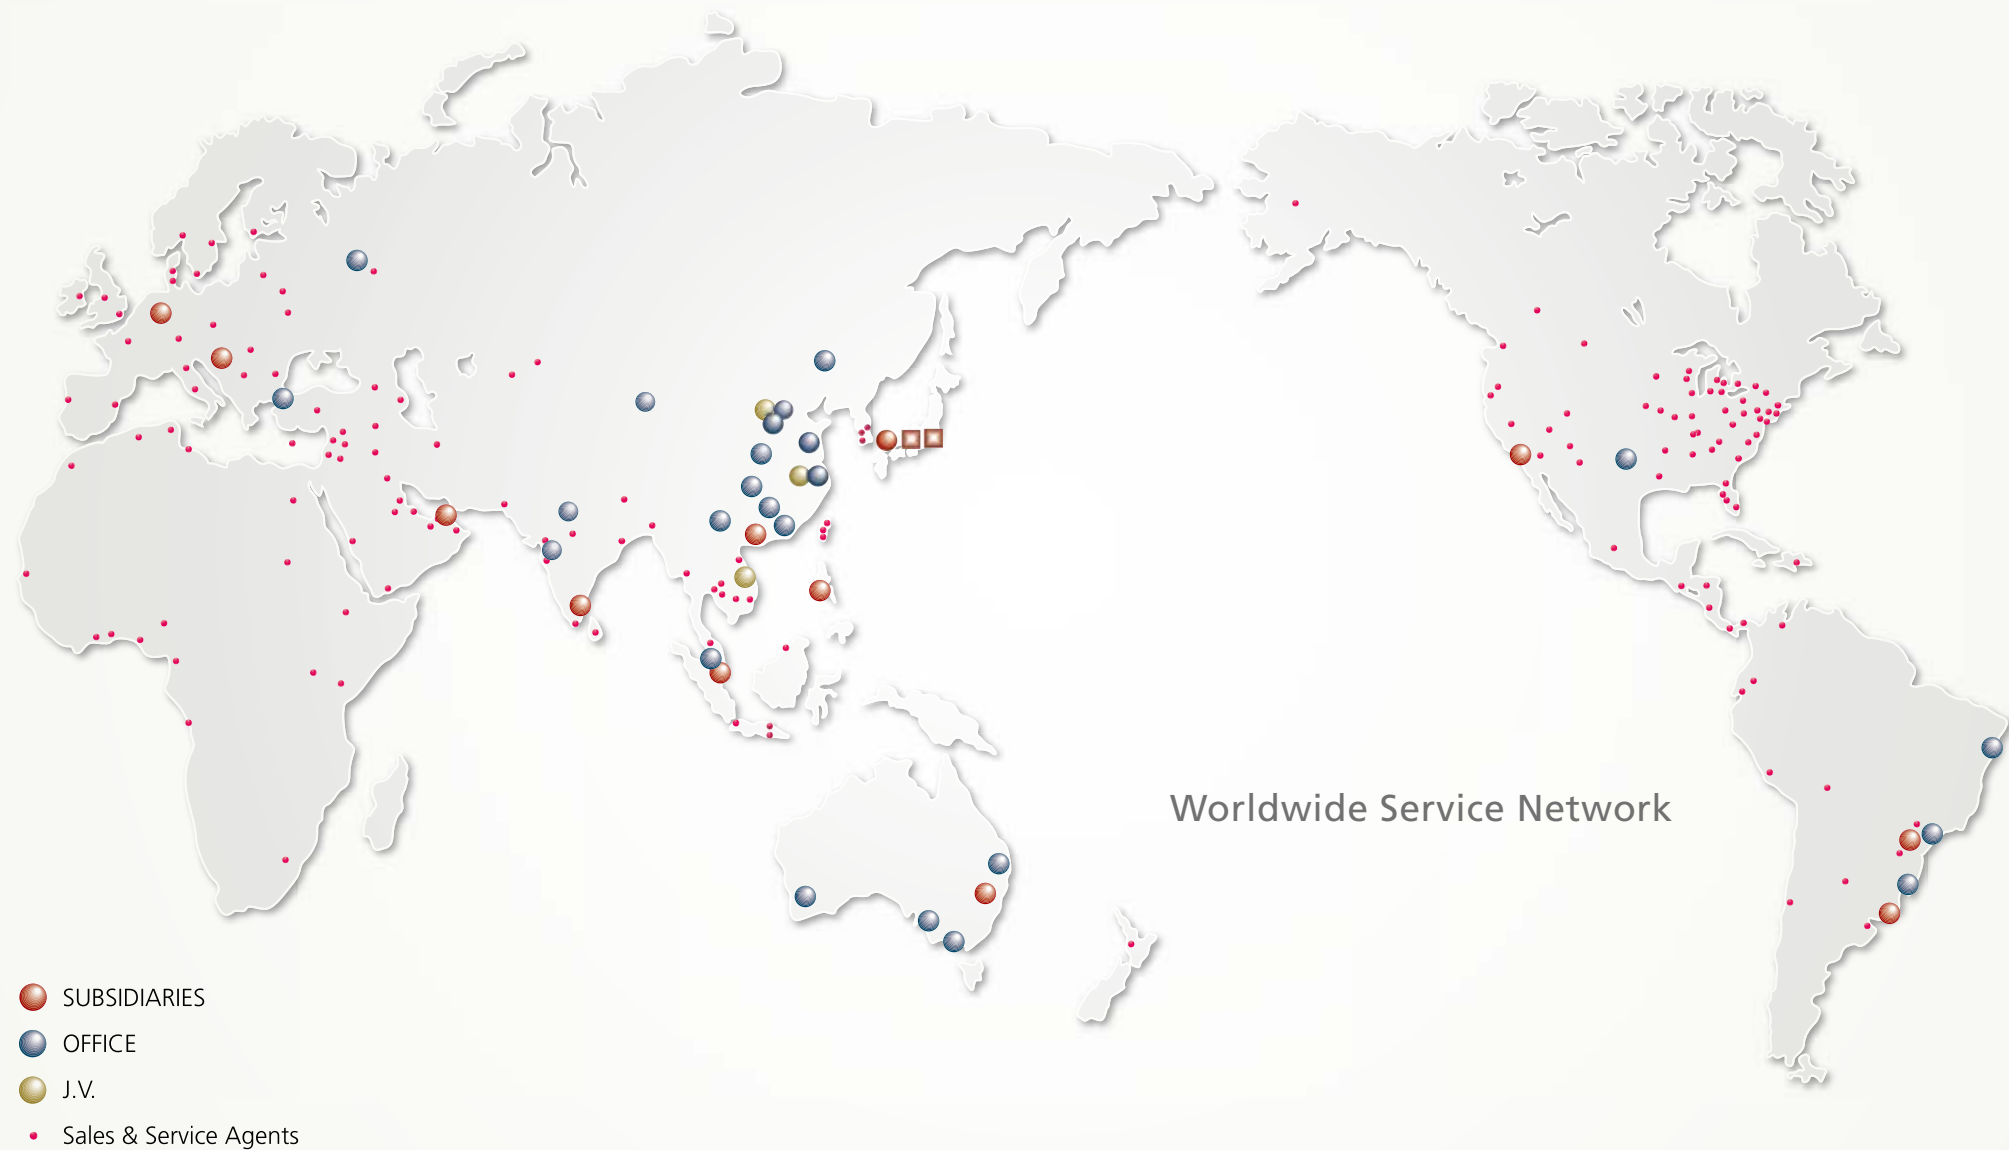 Worldwide Service Network
SUBSIDIARIES
OFFICE
J.V.
Sales & Service Agents